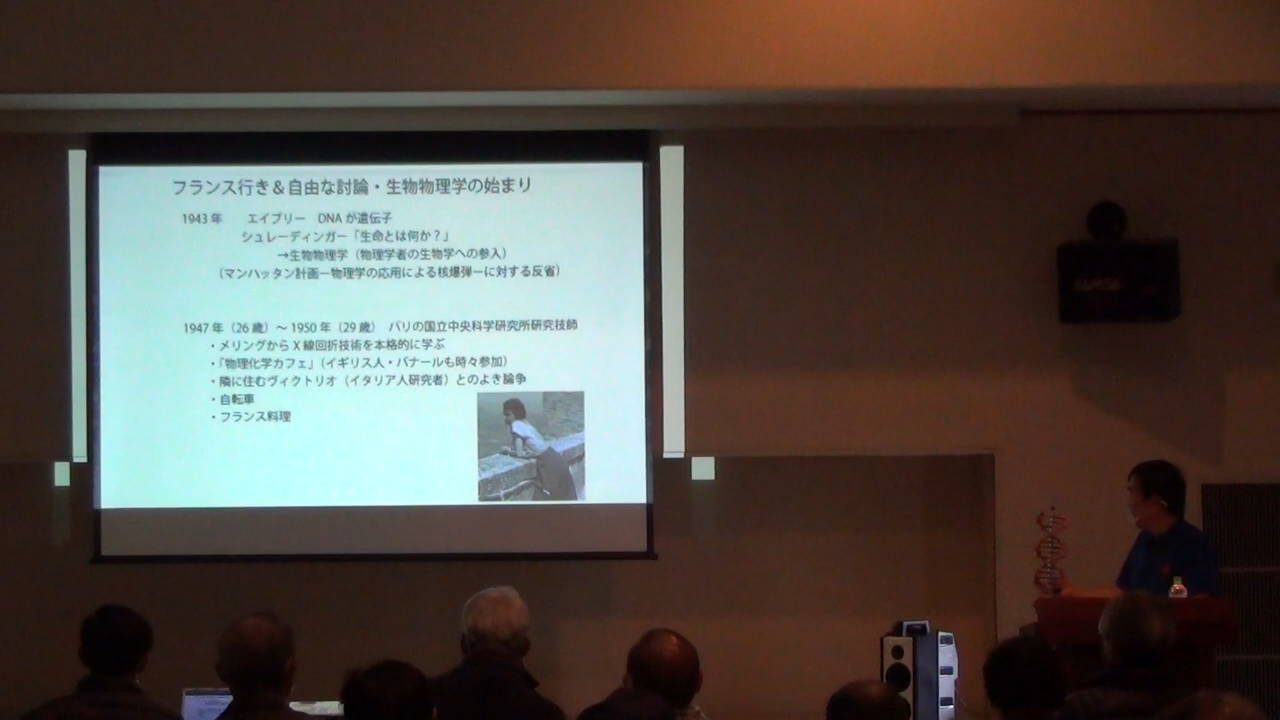 フランス行き＆自由な討論・生物物理学の始まり
1943 年　エイブリー　DNA が遺伝子
シュレーディンガー「生命とは何か？」
→生物物理学（物理学者の生物学への参入）
（マンハッタン計画ー物理学の応用による核爆弾ーに対する反省）
1947 年（26 歳）～ 1950 年（29 歳）　パリの国立中央科学研究所研究技師
・メリングから X 線回折技術を本格的に学ぶ
・「物理化学カフェ」（イギリス人・バナールも時々参加）
・隣に住むヴィクトリオ（イタリア人研究者）とのよき論争
・自転車
・フランス料理